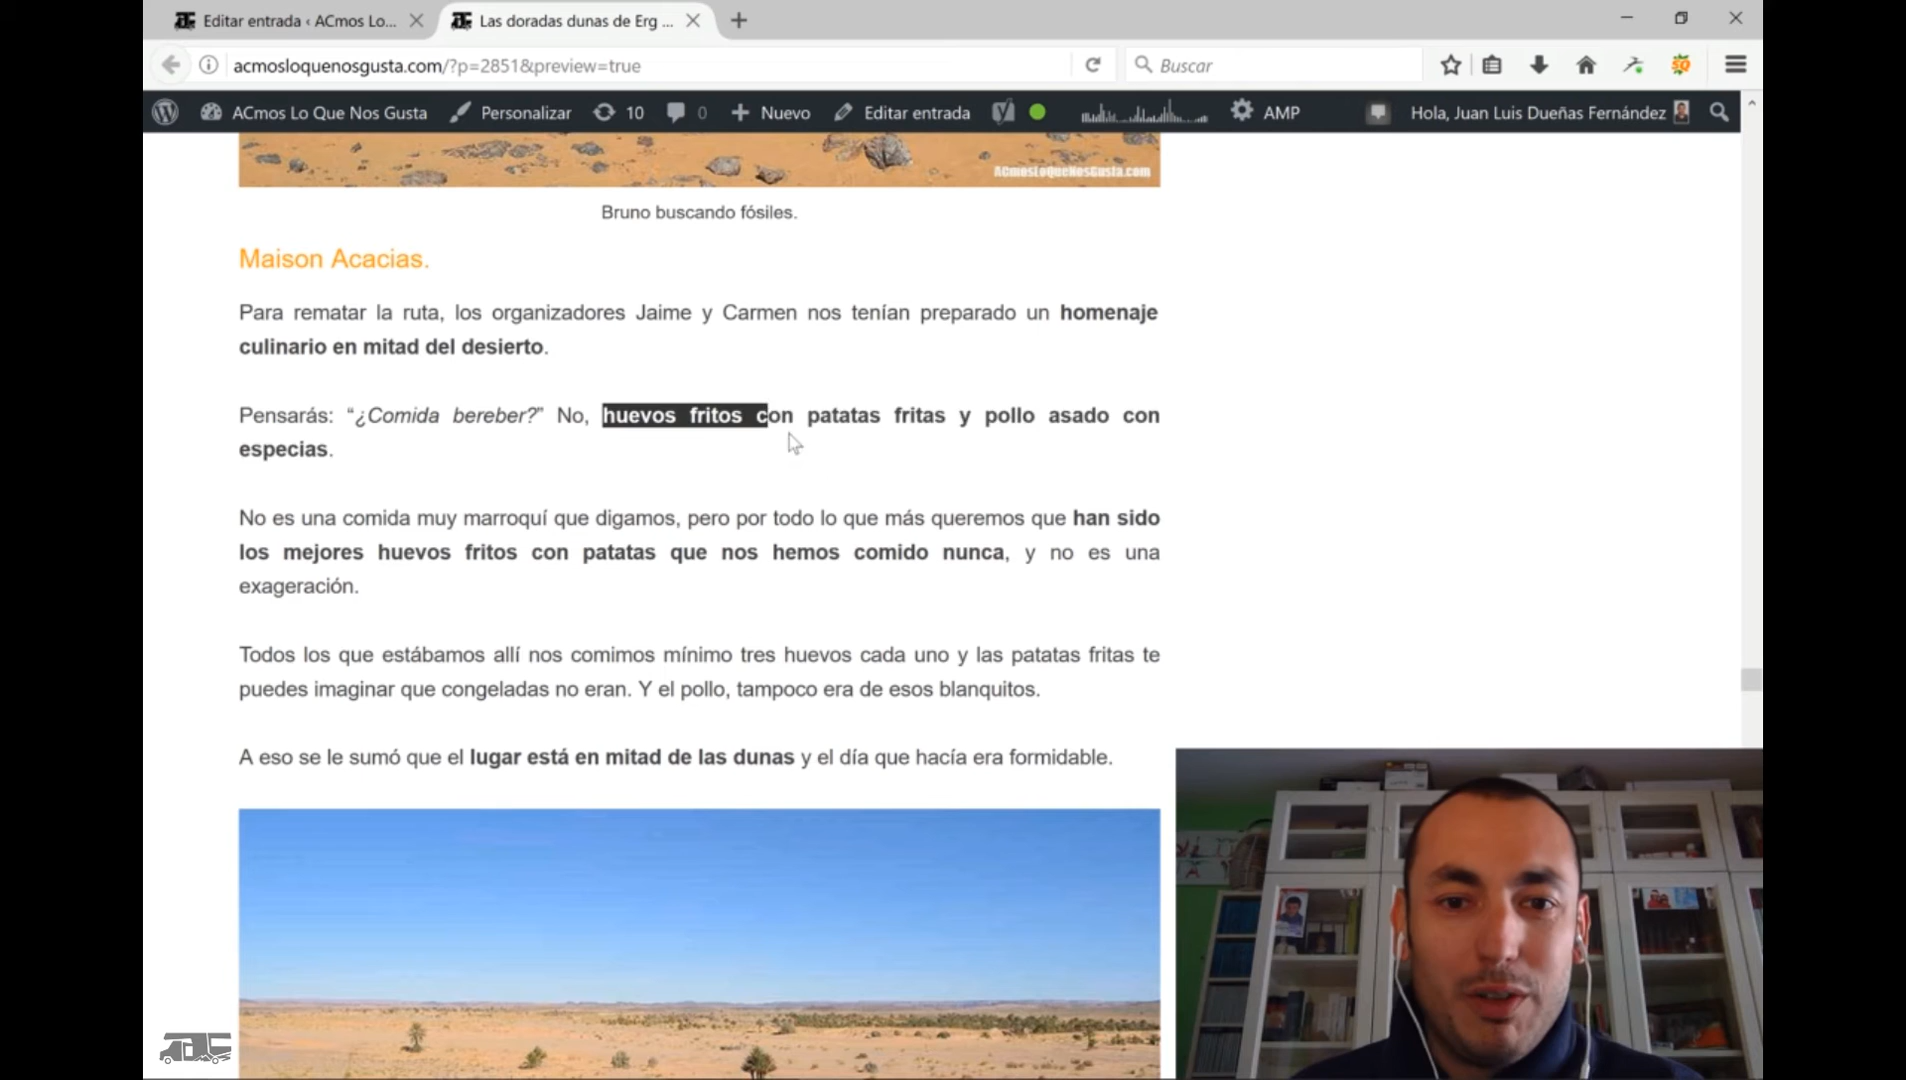 Editar entrada ‹ ACmos Lo...
Las doradas dunas de Erg ...
acmosloquenosgusta.com/?p=2851&preview=true
Buscar
ACmos Lo Que Nos Gusta
Personalizar
10
0
Nuevo
Editar entrada
AMP
Hola, Juan Luis Dueñas Fernández
ACmosLoQueNosGusta.com
Bruno buscando fósiles.
Maison Acacias.
Para rematar la ruta, los organizadores Jaime y Carmen nos tenían preparado un homenaje
culinario en mitad del desierto.
Pensarás: “¿Comida bereber?” No, huevos fritos con patatas fritas y pollo asado con
especias.
No es una comida muy marroquí que digamos, pero por todo lo que más queremos que han sido
los mejores huevos fritos con patatas que nos hemos comido nunca, y no es una
exageración.
Todos los que estábamos allí nos comimos mínimo tres huevos cada uno y las patatas fritas te
puedes imaginar que congeladas no eran. Y el pollo, tampoco era de esos blanquitos.
A eso se le sumó que el lugar está en mitad de las dunas y el día que hacía era formidable.